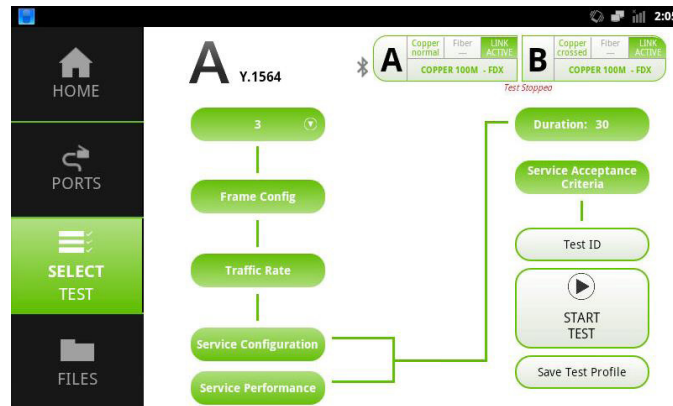 2:05
HOME
PORTS
SELECT
TEST
FILES
A Y.1564
A
Copper
normal
Fiber
---
LINK
ACTIVE
COPPER 100M - FDX
B
Copper
crossed
Fiber
---
LINK
ACTIVE
COPPER 100M - FDX
Test Stopped
3
Frame Config
Traffic Rate
Service Configuration
Service Performance
Duration: 30
Service Acceptance
Criteria
Test ID
START
TEST
Save Test Profile